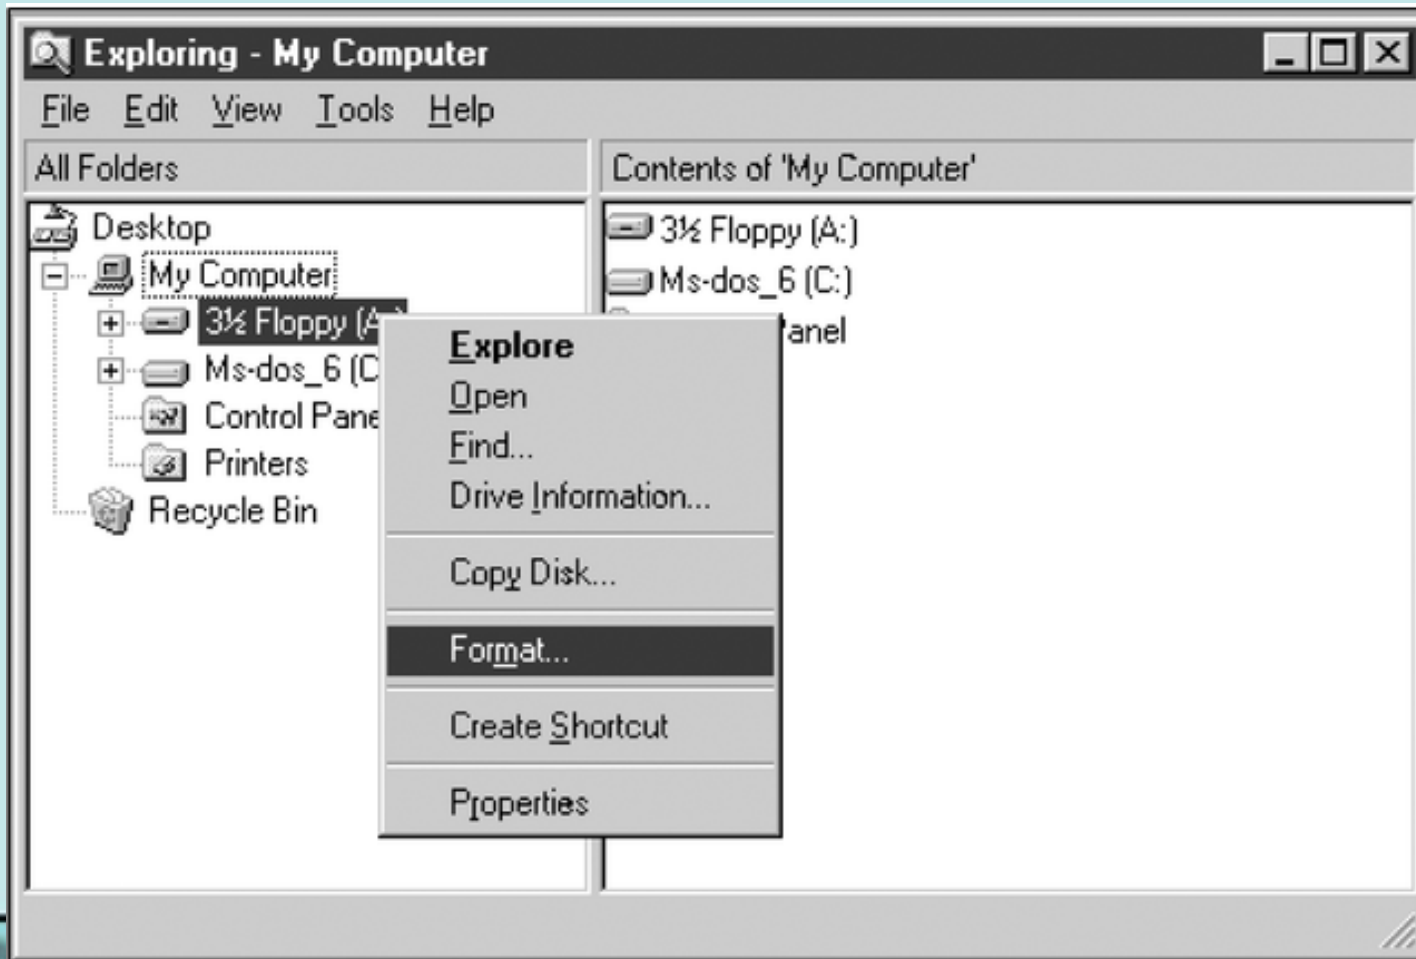 Exploring - My Computer
File Edit View Tools Help
All Folders
Contents of 'My Computer'
Desktop
My Computer
3½ Floppy (A:)
Ms-dos_6 (C
Control Pane
Printers
Recycle Bin
3½ Floppy (A:)
Ms-dos_6 (C:)
anel
Explore
Open
Find...
Drive Information...
Copy Disk...
Format...
Create Shortcut
Properties